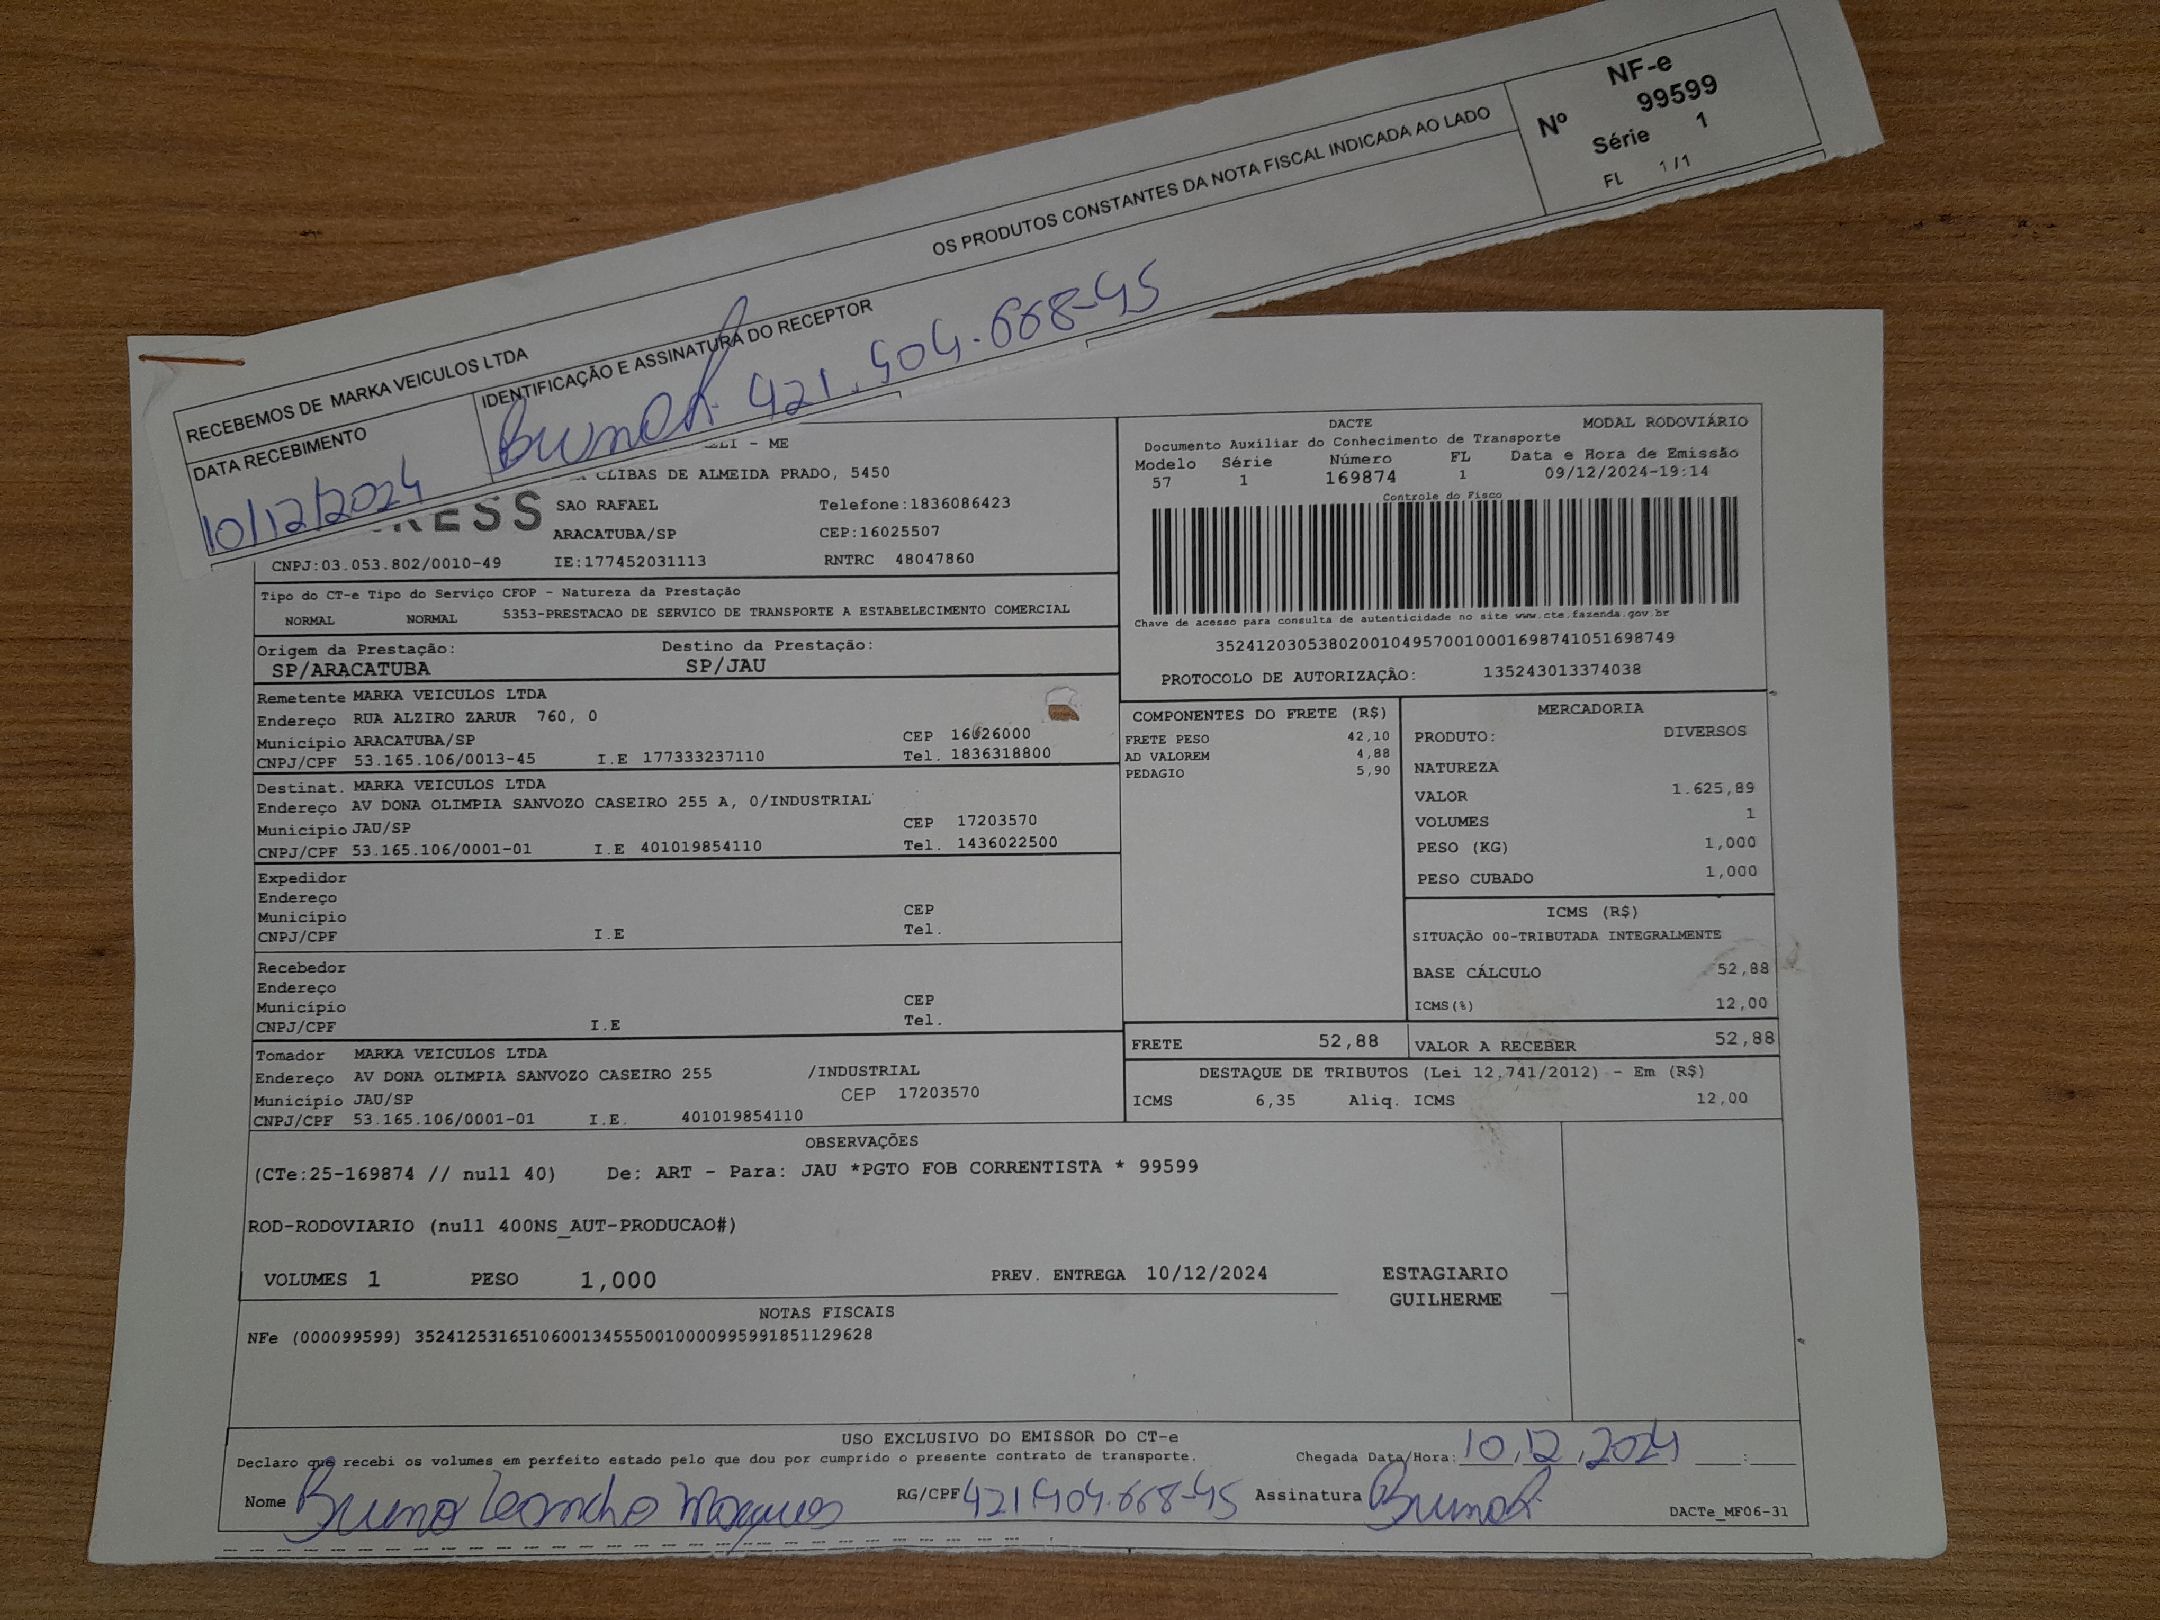 RECEBEMOS DE MARKA VEICULOS LTDA OS PRODUTOS CONSTANTES DA NOTA FISCAL INDICADA AO LADO
DATA RECEBIMENTO IDENTIFICAÇÃO E ASSINATURA DO RECEPTOR
10/12/2024
NF-e
Nº 99599
Série 1
FL 1/1
- ME
CLIBAS DE ALMEIDA PRADO, 5450
SAO RAFAEL Telefone:1836086423
ARACATUBA/SP CEP:16025507
CNPJ:03.053.802/0010-49 IE:177452031113 RNTRC 48047860
DACTE MODAL RODOVIÁRIO
Documento Auxiliar do Conhecimento de Transporte
Modelo Série Número FL Data e Hora de Emissão
57 1 169874 1 09/12/2024-19:14
Controle do Fisco
Chave de acesso para consulta de autenticidade no site www.cte.fazenda.gov.br
35241203053802001049570010001698741051698749
PROTOCOLO DE AUTORIZAÇÃO: 135243013374038
Tipo do CT-e Tipo do Serviço CFOP - Natureza da Prestação
NORMAL NORMAL 5353-PRESTACAO DE SERVICO DE TRANSPORTE A ESTABELECIMENTO COMERCIAL
Origem da Prestação: Destino da Prestação:
SP/ARACATUBA SP/JAU
Remetente MARKA VEICULOS LTDA
Endereço RUA ALZIRO ZARUR 760, 0
Município ARACATUBA/SP CEP 16026000
CNPJ/CPF 53.165.106/0013-45 I.E 177333237110 Tel. 1836318800
Destinat. MARKA VEICULOS LTDA
Endereço AV DONA OLIMPIA SANVOZO CASEIRO 255 A, 0/INDUSTRIAL
Município JAU/SP CEP 17203570
CNPJ/CPF 53.165.106/0001-01 I.E 401019854110 Tel. 1436022500
Expedidor
Endereço
Município CEP
CNPJ/CPF I.E Tel.
Recebedor
Endereço
Município CEP
CNPJ/CPF I.E Tel.
Tomador MARKA VEICULOS LTDA
Endereço AV DONA OLIMPIA SANVOZO CASEIRO 255 /INDUSTRIAL
Município JAU/SP CEP 17203570
CNPJ/CPF 53.165.106/0001-01 I.E. 401019854110
COMPONENTES DO FRETE (R$)
FRETE PESO 42,10
AD VALOREM 4,88
PEDAGIO 5,90
MERCADORIA
PRODUTO: DIVERSOS
NATUREZA
VALOR 1.625,89
VOLUMES 1
PESO (KG) 1,000
PESO CUBADO 1,000
ICMS (R$)
SITUAÇÃO 00-TRIBUTADA INTEGRALMENTE
BASE CÁLCULO 52,88
ICMS(%) 12,00
FRETE 52,88 VALOR A RECEBER 52,88
DESTAQUE DE TRIBUTOS (Lei 12.741/2012) - Em (R$)
ICMS 6,35 Aliq. ICMS 12,00
OBSERVAÇÕES
(CTe:25-169874 // null 40) De: ART - Para: JAU *PGTO FOB CORRENTISTA * 99599
ROD-RODOVIARIO (null 400NS_AUT-PRODUCAO#)
VOLUMES 1 PESO 1,000 PREV. ENTREGA 10/12/2024 ESTAGIARIO
GUILHERME
NOTAS FISCAIS
NFe (000099599) 35241253165106001345550010000995991851129628
USO EXCLUSIVO DO EMISSOR DO CT-e
Declaro que recebi os volumes em perfeito estado pelo que dou por cumprido o presente contrato de transporte. Chegada Data/Hora: 10,12,2024 :
Nome Bruno Leandro Marques RG/CPF 421.404.668-45 Assinatura
DACTe_MF06-31